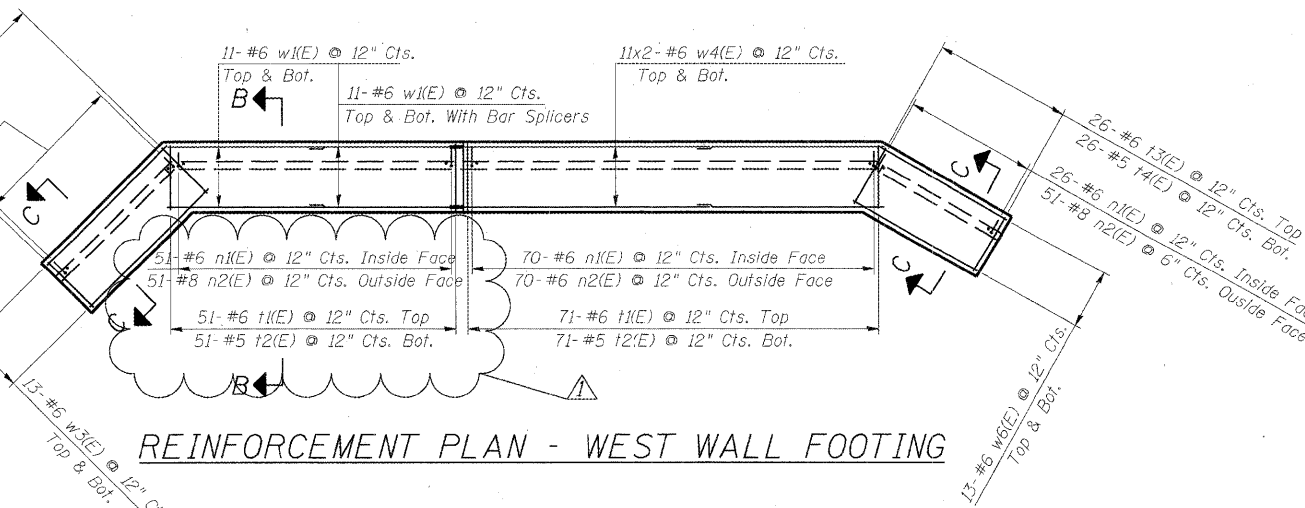 11- #6 w1(E) @ 12" Cts.
Top & Bot.
11- #6 w1(E) @ 12" Cts.
Top & Bot. With Bar Splicers
11x2- #6 w4(E) @ 12" Cts.
Top & Bot.
B
C
C
26- #6 t3(E) @ 12" Cts. Top
26- #5 t4(E) @ 12" Cts. Bot.
26- #6 n1(E) @ 12" Cts. Inside Fa
51- #8 n2(E) @ 6" Cts. Ouside Face
51- #6 n1(E) @ 12" Cts. Inside Face
51- #8 n2(E) @ 12" Cts. Outside Face
70- #6 n1(E) @ 12" Cts. Inside Face
70- #6 n2(E) @ 12" Cts. Outside Face
C
C
51- #6 t1(E) @ 12" Cts. Top
51- #5 t2(E) @ 12" Cts. Bot.
71- #6 t1(E) @ 12" Cts. Top
71- #5 t2(E) @ 12" Cts. Bot.
B
1
13- #6 w3(E) @ 12" C
Top & Bot.
13- #6 w6(E) @ 12" Cts.
Top & Bot.
REINFORCEMENT PLAN - WEST WALL FOOTING